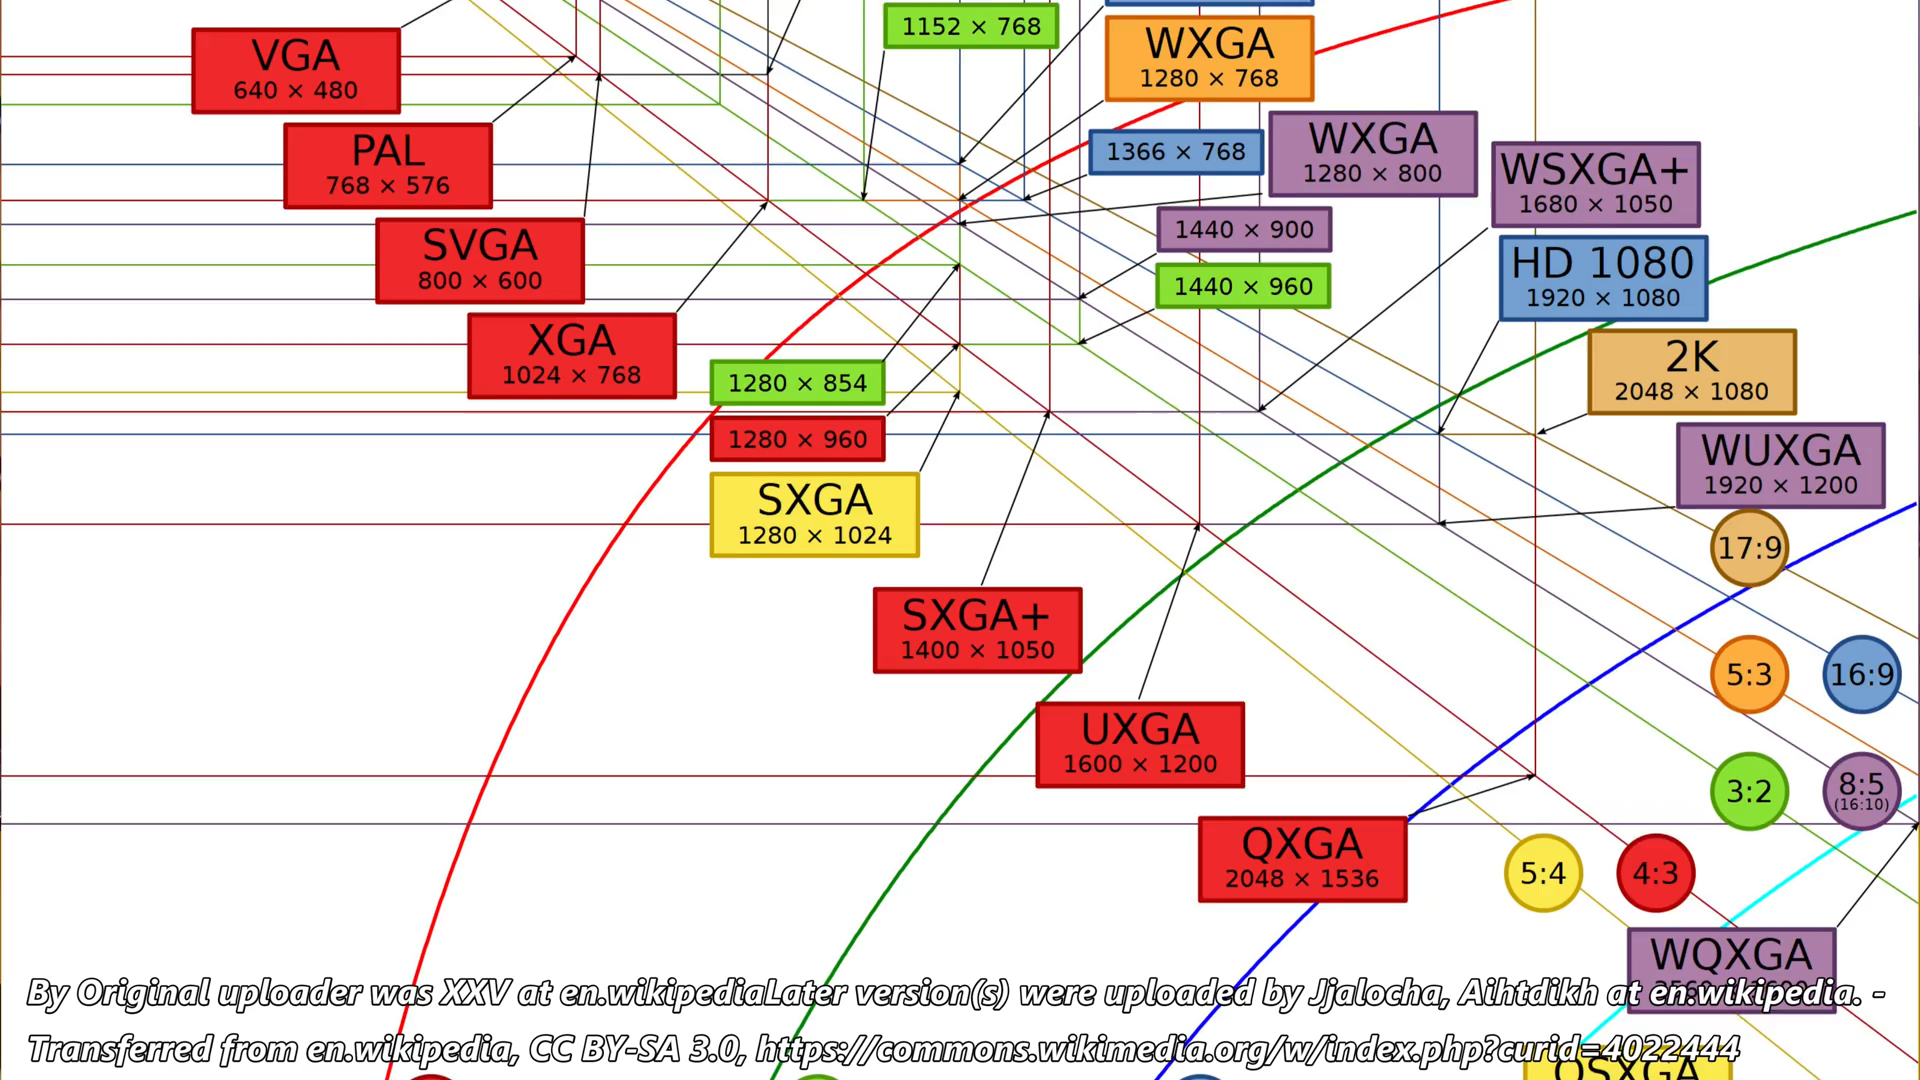 1152 × 768
WXGA
1280 × 768
VGA
640 × 480
PAL
768 × 576
1366 × 768
WXGA
1280 × 800
WSXGA+
1680 × 1050
SVGA
800 × 600
1440 × 900
HD 1080
1920 × 1080
1440 × 960
XGA
1024 × 768
2K
2048 × 1080
1280 × 854
1280 × 960
WUXGA
1920 × 1200
SXGA
1280 × 1024
17:9
SXGA+
1400 × 1050
5:3
16:9
UXGA
1600 × 1200
3:2
8:5
(16:10)
QXGA
2048 × 1536
5:4
4:3
WQXGA
By Original uploader was XXV at en.wikipediaLater version(s) were uploaded by Jjalocha, Aihtdikh at en.wikipedia. -
Transferred from en.wikipedia, CC BY-SA 3.0, https://commons.wikimedia.org/w/index.php?curid=4022444
QSXGA